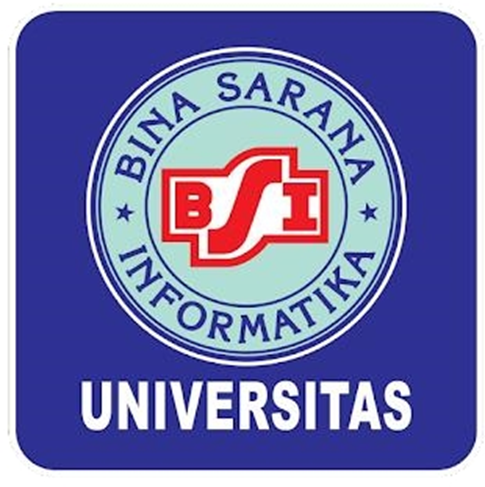 BINA SARANA
BSI
INFORMATIKA
UNIVERSITAS